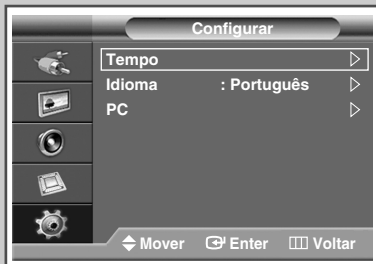 Configurar
Tempo
Idioma : Português
PC
Mover Enter Voltar